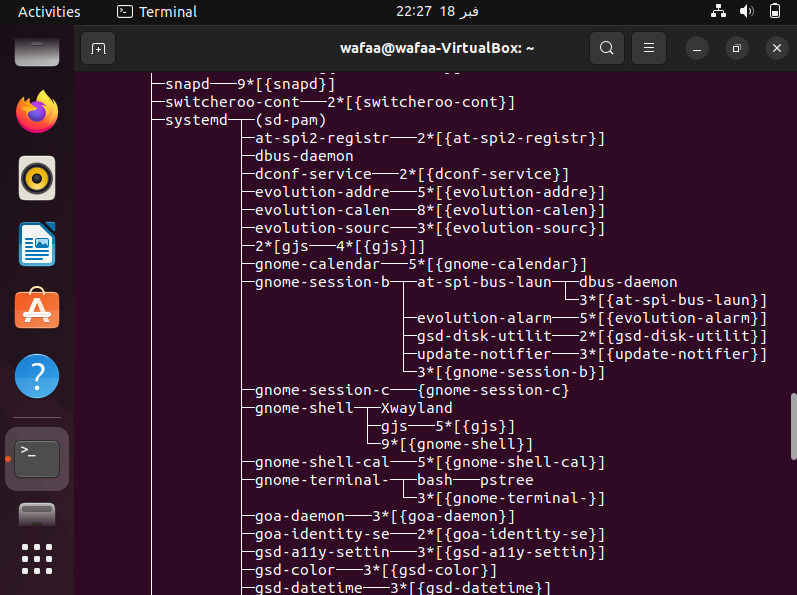 Activities Terminal 22:27 18 فبر
wafaa@wafaa-VirtualBox: ~
├─snapd───9*[{snapd}]
├─switcheroo-cont───2*[{switcheroo-cont}]
├─systemd─┬─(sd-pam)
├─at-spi2-registr───2*[{at-spi2-registr}]
├─dbus-daemon
├─dconf-service───2*[{dconf-service}]
├─evolution-addre───5*[{evolution-addre}]
├─evolution-calen───8*[{evolution-calen}]
├─evolution-sourc───3*[{evolution-sourc}]
├─2*[gjs───4*[{gjs}]]
├─gnome-calendar───5*[{gnome-calendar}]
├─gnome-session-b─┬─at-spi-bus-laun─┬─dbus-daemon
└─3*[{at-spi-bus-laun}]
├─evolution-alarm───5*[{evolution-alarm}]
├─gsd-disk-utilit───2*[{gsd-disk-utilit}]
├─update-notifier───3*[{update-notifier}]
└─3*[{gnome-session-b}]
├─gnome-session-c───{gnome-session-c}
├─gnome-shell─┬─Xwayland
├─gjs───5*[{gjs}]
└─9*[{gnome-shell}]
├─gnome-shell-cal───5*[{gnome-shell-cal}]
├─gnome-terminal-─┬─bash───pstree
└─3*[{gnome-terminal-}]
├─goa-daemon───3*[{goa-daemon}]
├─goa-identity-se───2*[{goa-identity-se}]
├─gsd-a11y-settin───3*[{gsd-a11y-settin}]
├─gsd-color───3*[{gsd-color}]
├─gsd-datetime───3*[{gsd-datetime}]